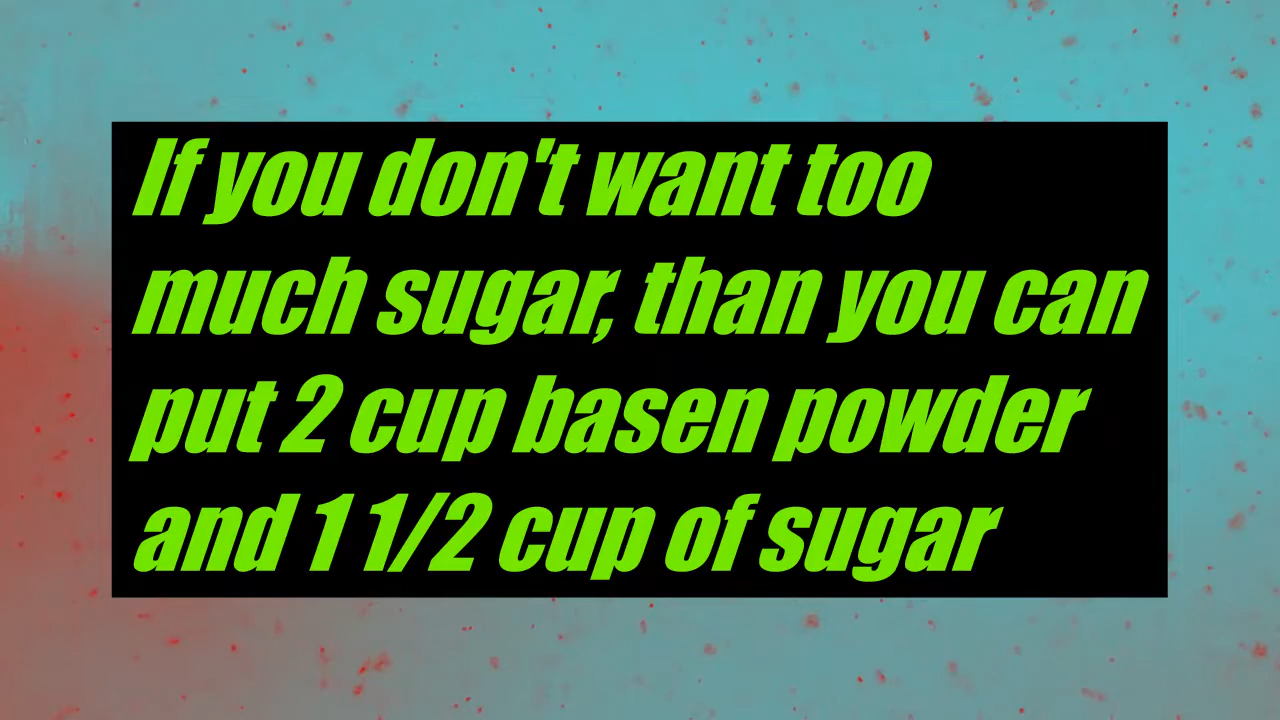 If you don't want too
much sugar, than you can
put 2 cup basen powder
and 1 1/2 cup of sugar